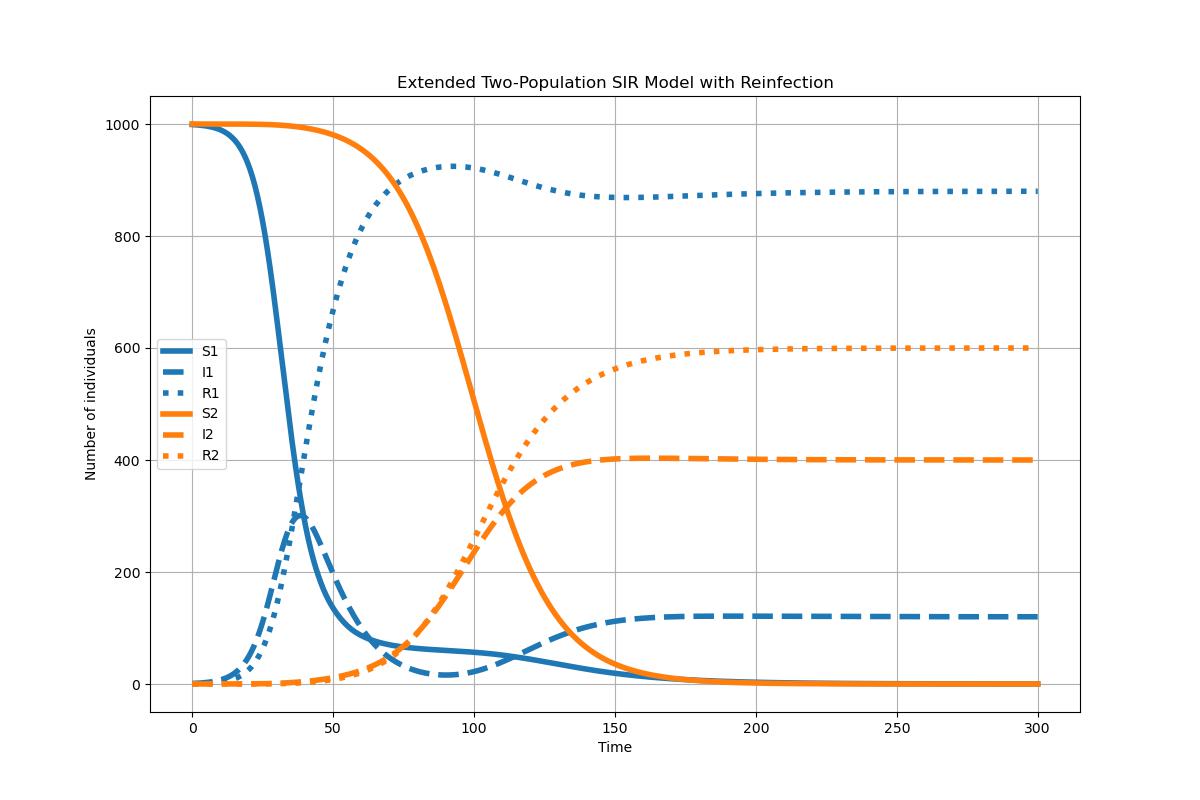 Extended Two-Population SIR Model with Reinfection
Number of individuals
1000
800
600
400
200
0
S1
I1
R1
S2
I2
R2
0 50 100 150 200 250 300
Time